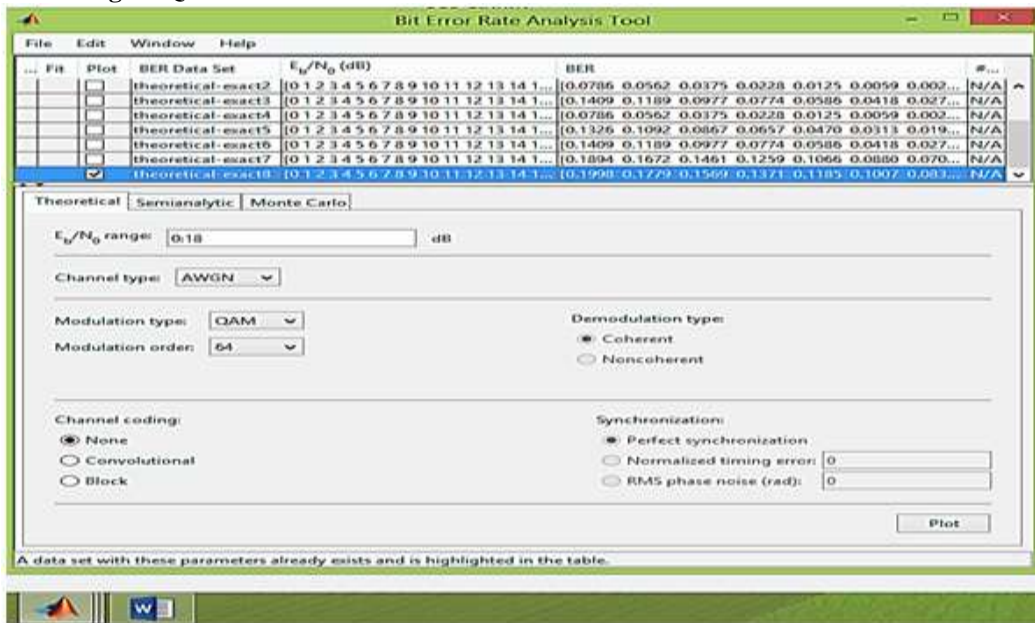 Bit Error Rate Analysis Tool
File Edit Window Help
... Fit Plot BER Data Set Eb/N0 (dB) BER #...
theoretical-exact2 [0 1 2 3 4 5 6 7 8 9 10 11 12 13 14 1... [0.0786 0.0562 0.0375 0.0228 0.0125 0.0059 0.002... N/A
theoretical-exact3 [0 1 2 3 4 5 6 7 8 9 10 11 12 13 14 1... [0.1409 0.1189 0.0977 0.0774 0.0586 0.0418 0.027... N/A
theoretical-exact4 [0 1 2 3 4 5 6 7 8 9 10 11 12 13 14 1... [0.0786 0.0562 0.0375 0.0228 0.0125 0.0059 0.002... N/A
theoretical-exact5 [0 1 2 3 4 5 6 7 8 9 10 11 12 13 14 1... [0.1326 0.1092 0.0867 0.0657 0.0470 0.0313 0.019... N/A
theoretical-exact6 [0 1 2 3 4 5 6 7 8 9 10 11 12 13 14 1... [0.1409 0.1189 0.0977 0.0774 0.0586 0.0418 0.027... N/A
theoretical-exact7 [0 1 2 3 4 5 6 7 8 9 10 11 12 13 14 1... [0.1894 0.1672 0.1461 0.1259 0.1066 0.0880 0.070... N/A
theoretical-exact8 [0 1 2 3 4 5 6 7 8 9 10 11 12 13 14 1... [0.1998 0.1779 0.1569 0.1371 0.1185 0.1007 0.083... N/A
Theoretical Semianalytic Monte Carlo
Eb/N0 range: 0:18 dB
Channel type: AWGN
Modulation type: QAM Demodulation type:
Modulation order: 64 Coherent
Noncoherent
Channel coding: Synchronization:
None Perfect synchronization
Convolutional Normalized timing error: 0
Block RMS phase noise (rad): 0
Plot
A data set with these parameters already exists and is highlighted in the table.
W